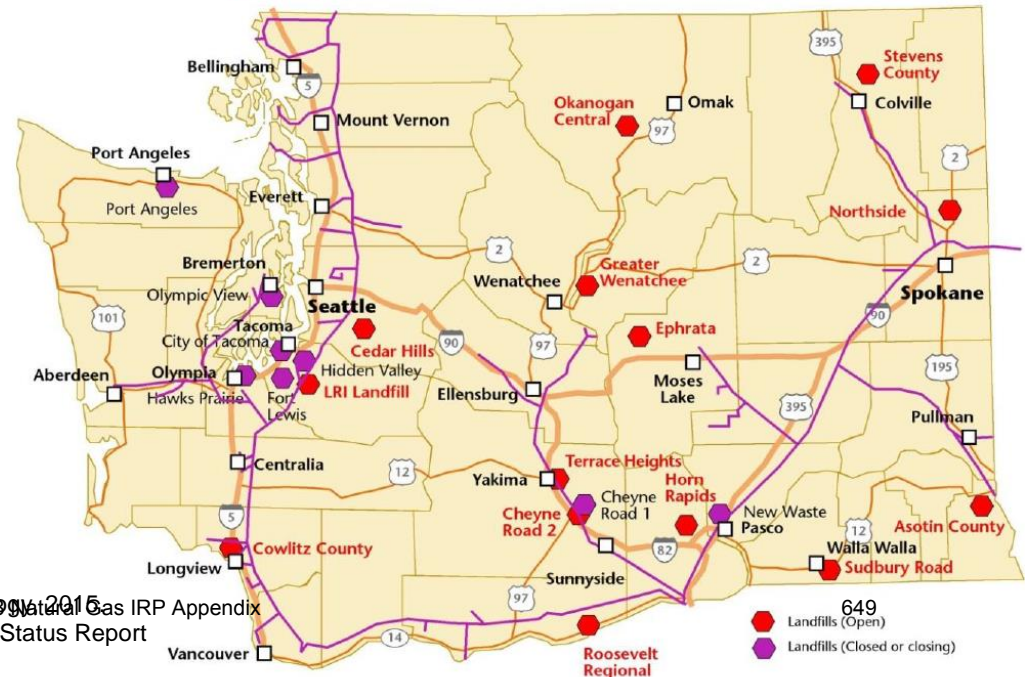 395
Stevens
County
Bellingham
5
Okanogan
Central
Omak
Colville
97
Mount Vernon
Port Angeles
2
Port Angeles
Everett
Northside
Bremerton
Olympic View
2
Wenatchee
Greater
Wenatchee
2
Seattle
Spokane
101
Tacoma
City of Tacoma
90
Cedar Hills
90
97
Ephrata
Hidden Valley
Aberdeen
Olympia
Hawks Prairie
Fort
Lewis
LRI Landfill
Ellensburg
Moses
Lake
195
395
Pullman
Centralia
12
Yakima
Terrace Heights
Horn
Rapids
Cheyne
Road 1
Cheyne
Road 2
New Waste
Pasco
12
Asotin County
5
Cowlitz County
82
Walla Walla
Sudbury Road
Longview
Sunnyside
97
2015
Natural Gas IRP Appendix
649
Status Report
Landfills (Open)
14
Landfills (Closed or closing)
Vancouver
Roosevelt
Regional